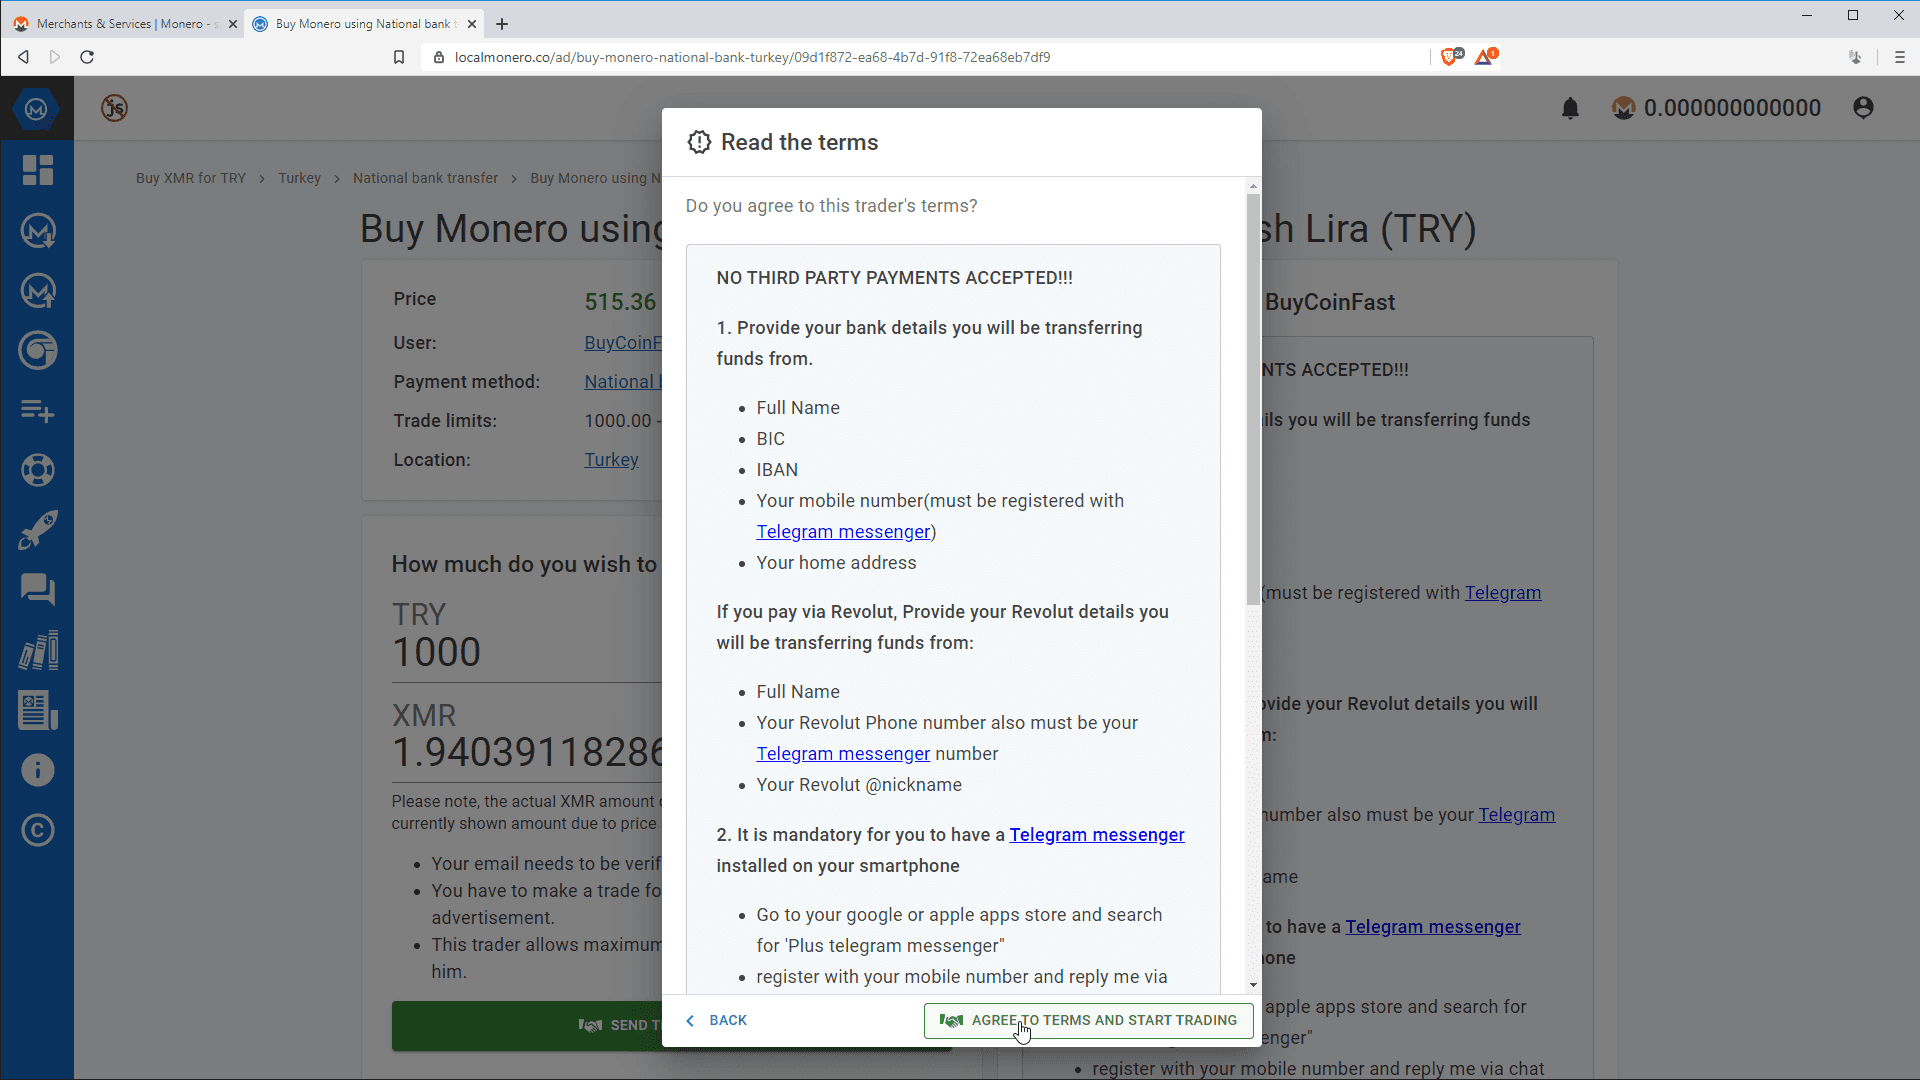 Merchants & Services | Monero - s
Buy Monero using National bank t
localmonero.co/ad/buy-monero-national-bank-turkey/09d1f872-ea68-4b7d-91f8-72ea68eb7df9
24
1
JS
0.000000000000
Buy XMR for TRY > Turkey > National bank transfer > Buy Monero using N
Buy Monero using
sh Lira (TRY)
Price 515.36
User: BuyCoinF
Payment method: National b
Trade limits: 1000.00 -
Location: Turkey
How much do you wish to
TRY
1000
XMR
1.94039118286
Please note, the actual XMR amount
currently shown amount due to price
• Your email needs to be verif
• You have to make a trade fo
advertisement.
• This trader allows maximum
him.
SEND T
Read the terms
Do you agree to this trader's terms?
NO THIRD PARTY PAYMENTS ACCEPTED!!!
1. Provide your bank details you will be transferring
funds from.
• Full Name
• BIC
• IBAN
• Your mobile number(must be registered with
Telegram messenger)
• Your home address
If you pay via Revolut, Provide your Revolut details you
will be transferring funds from:
• Full Name
• Your Revolut Phone number also must be your
Telegram messenger number
• Your Revolut @nickname
2. It is mandatory for you to have a Telegram messenger
installed on your smartphone
• Go to your google or apple apps store and search
for 'Plus telegram messenger"
• register with your mobile number and reply me via
BACK
AGREE TO TERMS AND START TRADING
BuyCoinFast
NTS ACCEPTED!!!
ils you will be transferring funds
(must be registered with Telegram
ovide your Revolut details you will
m:
number also must be your Telegram
ame
to have a Telegram messenger
one
apple apps store and search for
enger"
• register with your mobile number and reply me via chat